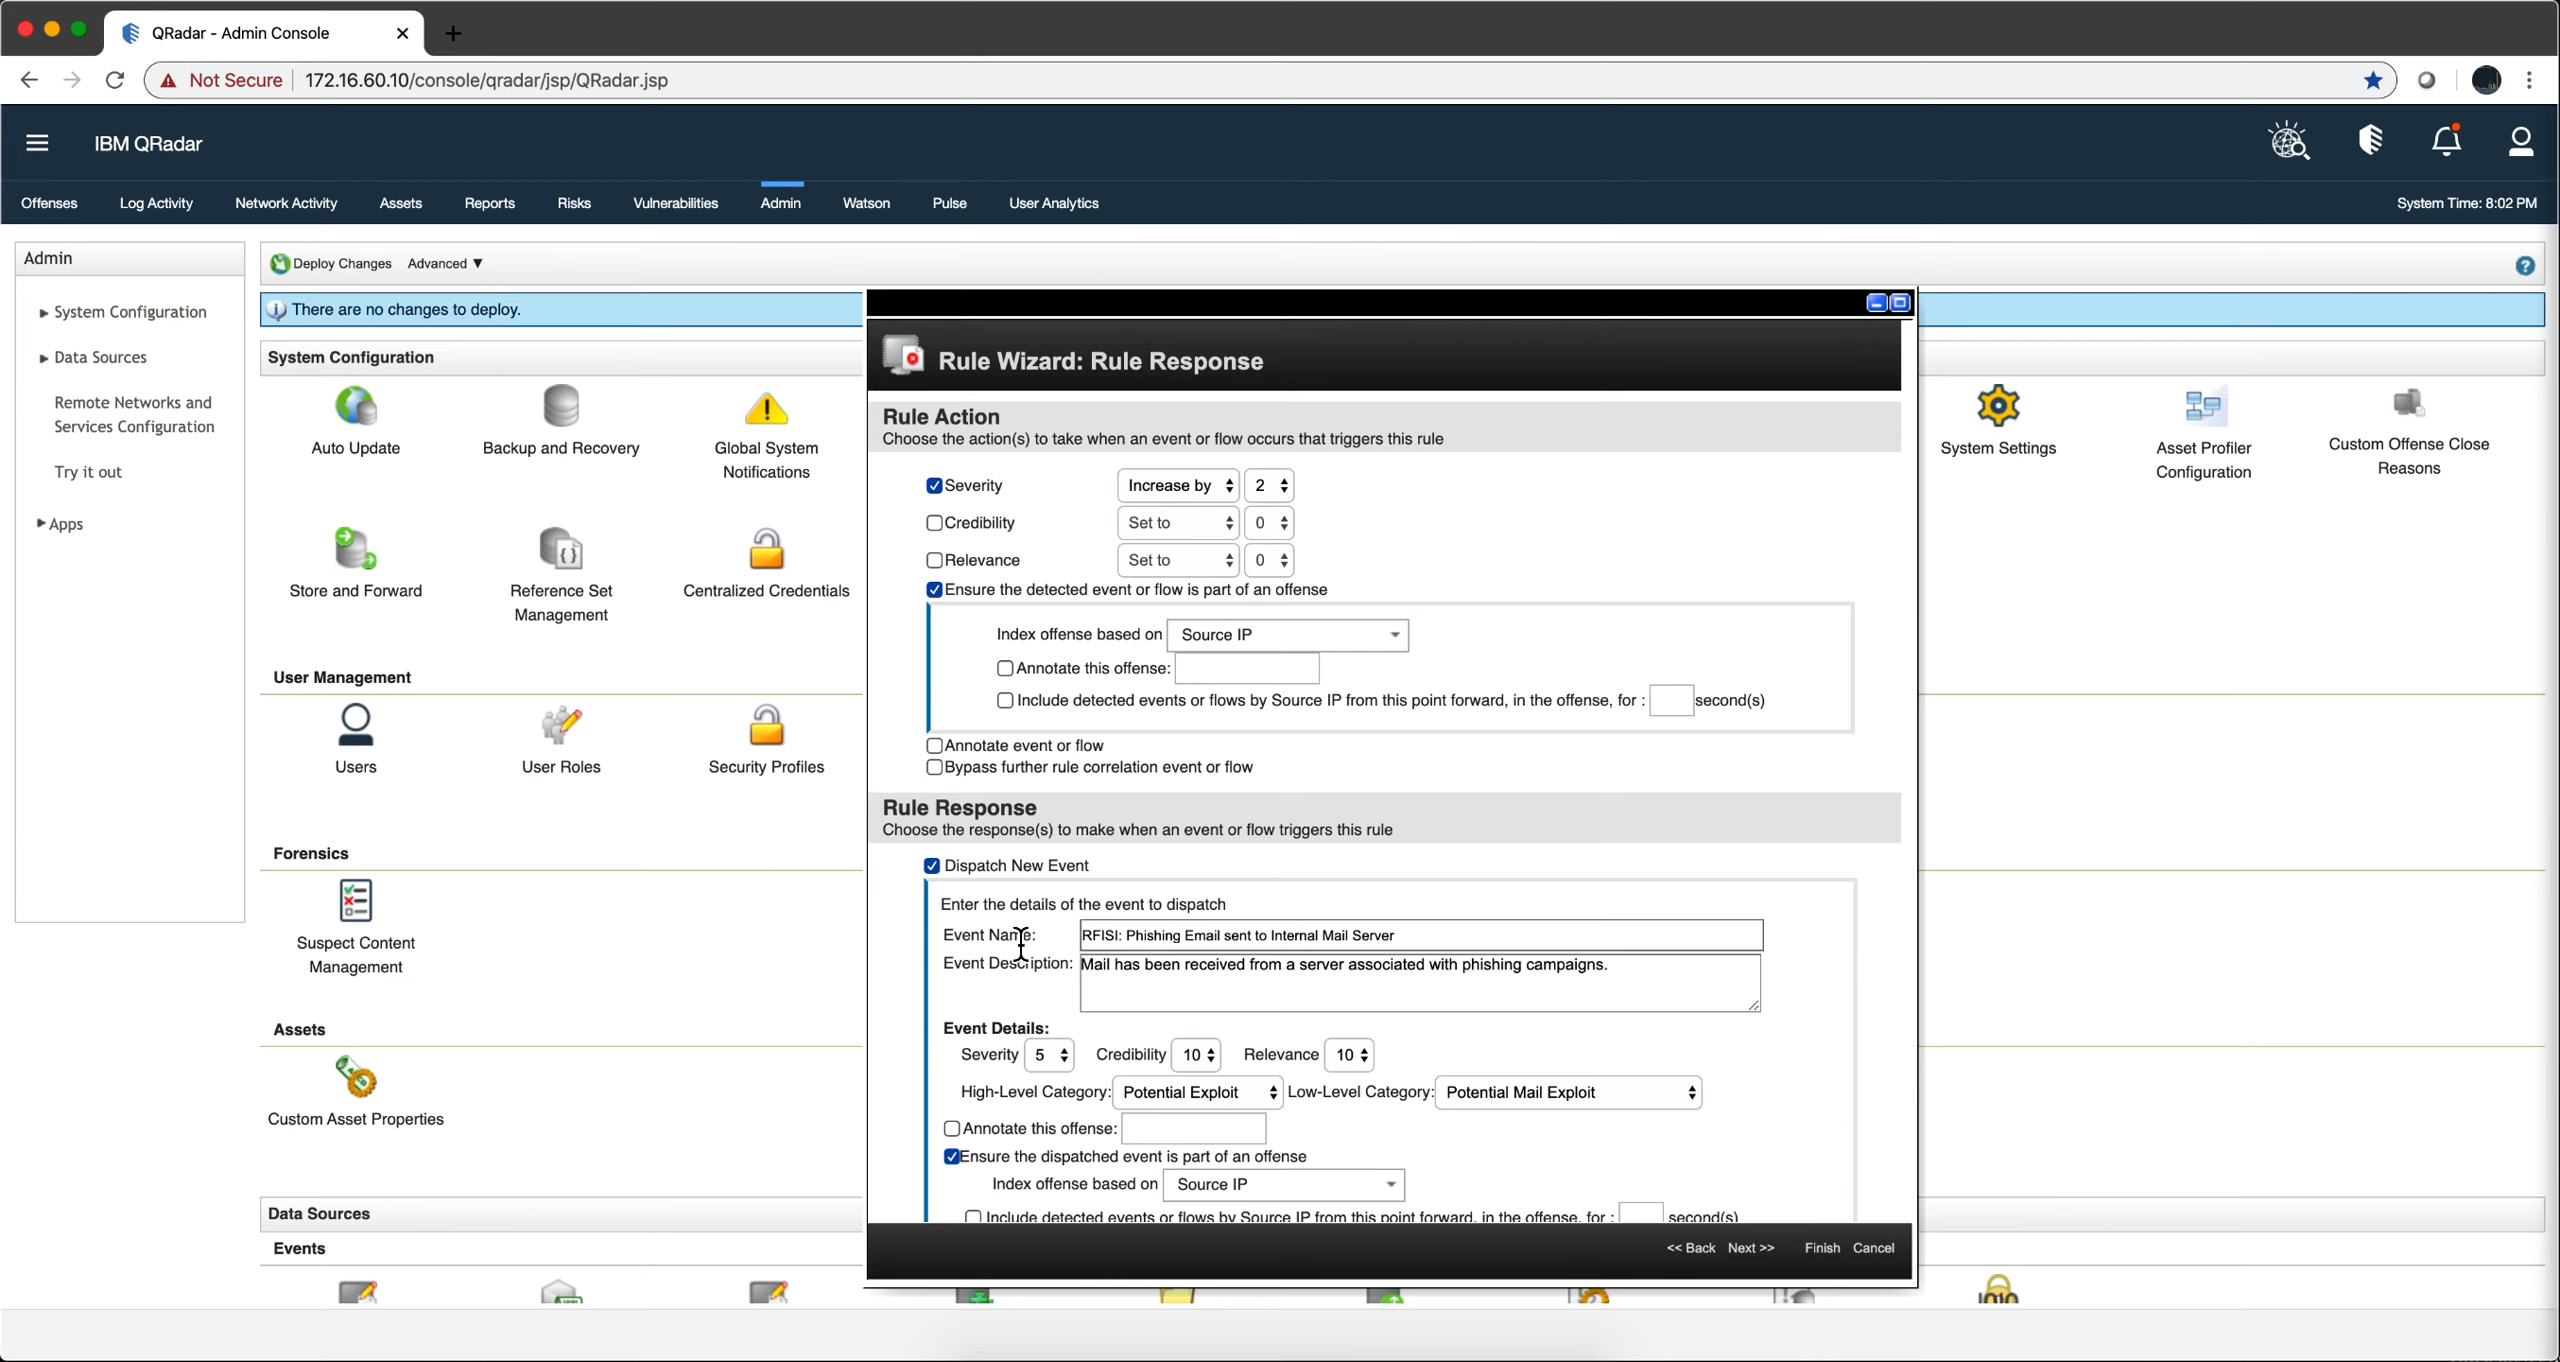 QRadar - Admin Console
Not Secure 172.16.60.10/console/qradar/jsp/QRadar.jsp
IBM QRadar
Offenses Log Activity Network Activity Assets Reports Risks Vulnerabilities Admin Watson Pulse User Analytics System Time: 8:02 PM
Admin
System Configuration
Data Sources
Remote Networks and
Services Configuration
Try it out
Apps
Deploy Changes Advanced ▼
There are no changes to deploy.
System Configuration
Auto Update
Backup and Recovery
Global System
Notifications
System Settings
Asset Profiler
Configuration
Custom Offense Close
Reasons
Store and Forward
Reference Set
Management
Centralized Credentials
User Management
Users
User Roles
Security Profiles
Forensics
Suspect Content
Management
Assets
Custom Asset Properties
Data Sources
Events
Rule Wizard: Rule Response
Rule Action
Choose the action(s) to take when an event or flow occurs that triggers this rule
Severity Increase by 2
Credibility Set to 0
Relevance Set to 0
Ensure the detected event or flow is part of an offense
Index offense based on Source IP
Annotate this offense:
Include detected events or flows by Source IP from this point forward, in the offense, for : second(s)
Annotate event or flow
Bypass further rule correlation event or flow
Rule Response
Choose the response(s) to make when an event or flow triggers this rule
Dispatch New Event
Enter the details of the event to dispatch
Event Name: RFISI: Phishing Email sent to Internal Mail Server
Event Description: Mail has been received from a server associated with phishing campaigns.
Event Details:
Severity 5 Credibility 10 Relevance 10
High-Level Category: Potential Exploit Low-Level Category: Potential Mail Exploit
Annotate this offense:
Ensure the dispatched event is part of an offense
Index offense based on Source IP
Include detected events or flows by Source IP from this point forward, in the offense, for : second(s)
<< Back Next >> Finish Cancel